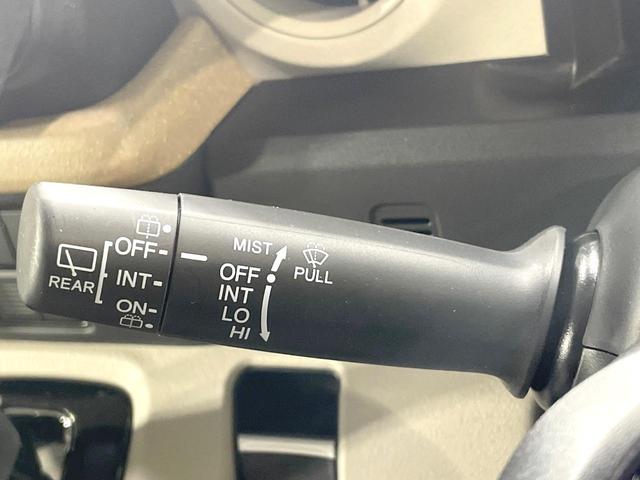 REAR
OFF
INT
ON
MIST
OFF
INT
LO
HI
PULL